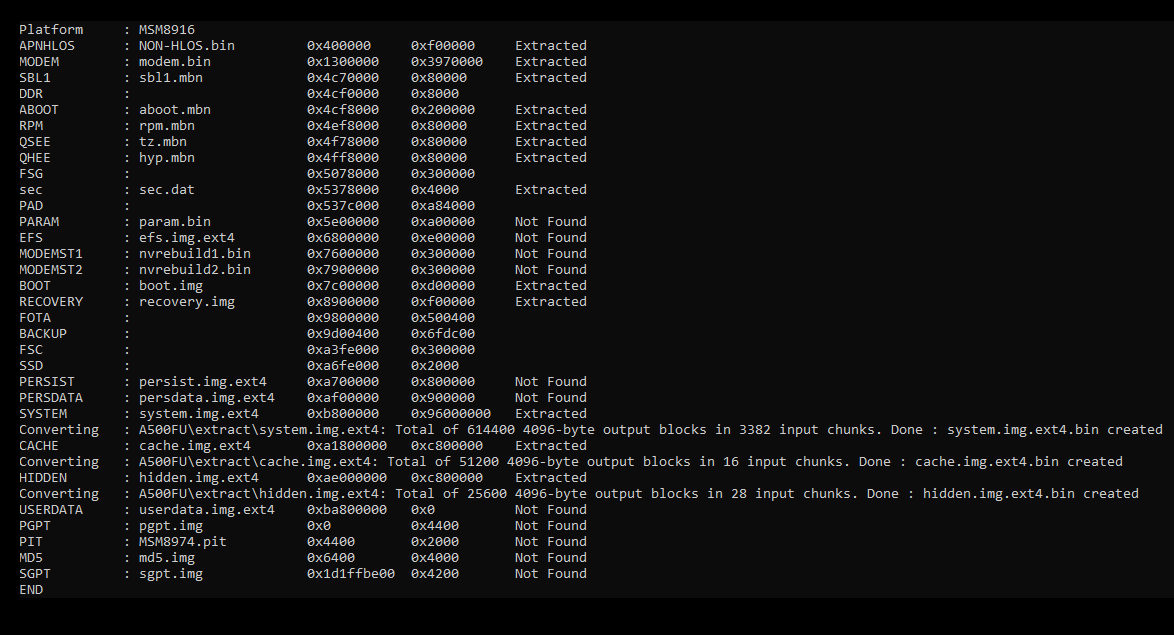 Platform : MSM8916
APNHLOS : NON-HLOS.bin 0x400000 0xf00000 Extracted
MODEM : modem.bin 0x1300000 0x3970000 Extracted
SBL1 : sbl1.mbn 0x4c70000 0x80000 Extracted
DDR : 0x4cf0000 0x8000
ABOOT : aboot.mbn 0x4cf8000 0x200000 Extracted
RPM : rpm.mbn 0x4ef8000 0x80000 Extracted
QSEE : tz.mbn 0x4f78000 0x80000 Extracted
QHEE : hyp.mbn 0x4ff8000 0x80000 Extracted
FSG : 0x5078000 0x300000
sec : sec.dat 0x5378000 0x4000 Extracted
PAD : 0x537c000 0xa84000
PARAM : param.bin 0x5e00000 0xa00000 Not Found
EFS : efs.img.ext4 0x6800000 0xe00000 Not Found
MODEMST1 : nvrebuild1.bin 0x7600000 0x300000 Not Found
MODEMST2 : nvrebuild2.bin 0x7900000 0x300000 Not Found
BOOT : boot.img 0x7c00000 0xd00000 Extracted
RECOVERY : recovery.img 0x8900000 0xf00000 Extracted
FOTA : 0x9800000 0x500400
BACKUP : 0x9d00400 0x6fdc00
FSC : 0xa3fe000 0x300000
SSD : 0xa6fe000 0x2000
PERSIST : persist.img.ext4 0xa700000 0x800000 Not Found
PERSDATA : persdata.img.ext4 0xaf00000 0x900000 Not Found
SYSTEM : system.img.ext4 0xb800000 0x96000000 Extracted
Converting : A500FU\extract\system.img.ext4: Total of 614400 4096-byte output blocks in 3382 input chunks. Done : system.img.ext4.bin created
CACHE : cache.img.ext4 0xa1800000 0xc800000 Extracted
Converting : A500FU\extract\cache.img.ext4: Total of 51200 4096-byte output blocks in 16 input chunks. Done : cache.img.ext4.bin created
HIDDEN : hidden.img.ext4 0xae000000 0xc800000 Extracted
Converting : A500FU\extract\hidden.img.ext4: Total of 25600 4096-byte output blocks in 28 input chunks. Done : hidden.img.ext4.bin created
USERDATA : userdata.img.ext4 0xba800000 0x0 Not Found
PGPT : pgpt.img 0x0 0x4400 Not Found
PIT : MSM8974.pit 0x4400 0x2000 Not Found
MD5 : md5.img 0x6400 0x4000 Not Found
SGPT : sgpt.img 0x1d1ffbe00 0x4200 Not Found
END